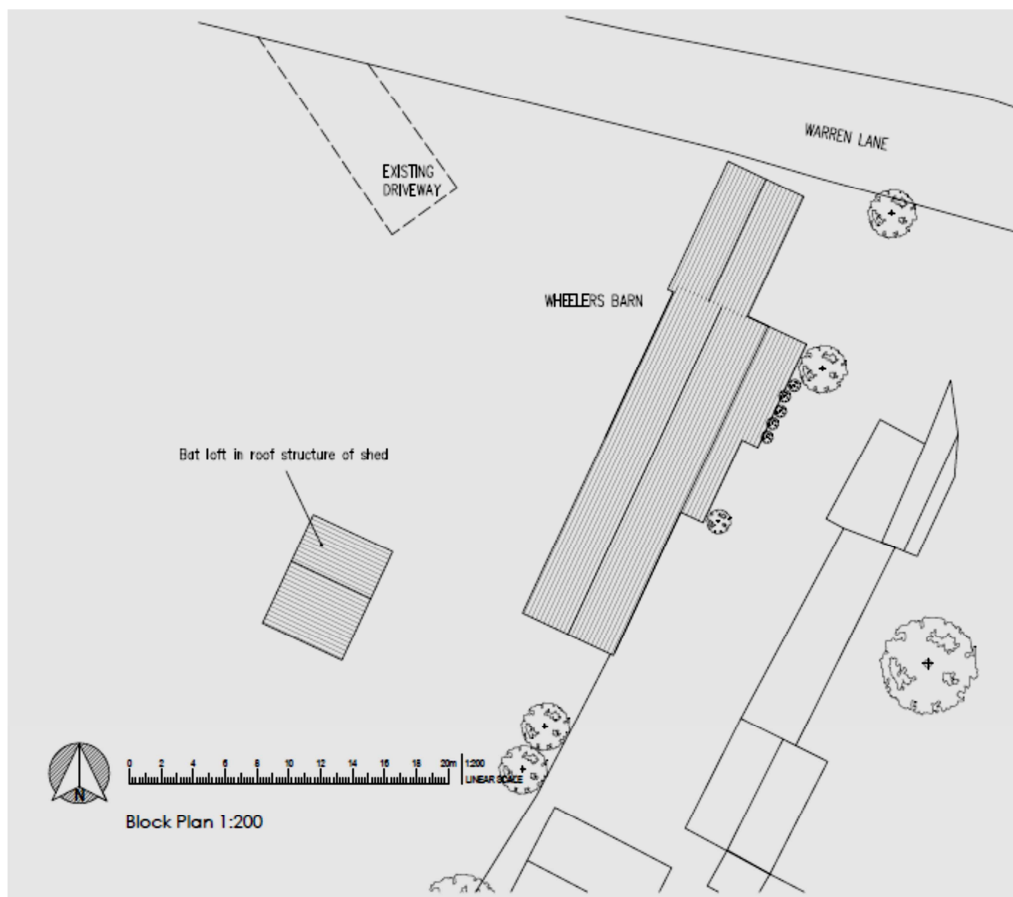 WARREN LANE
EXISTING
DRIVEWAY
WHEELERS BARN
Bat loft in roof structure of shed
0 2 4 6 8 10 12 14 16 18 20m 1:200
LINEAR SCALE
N
Block Plan 1:200